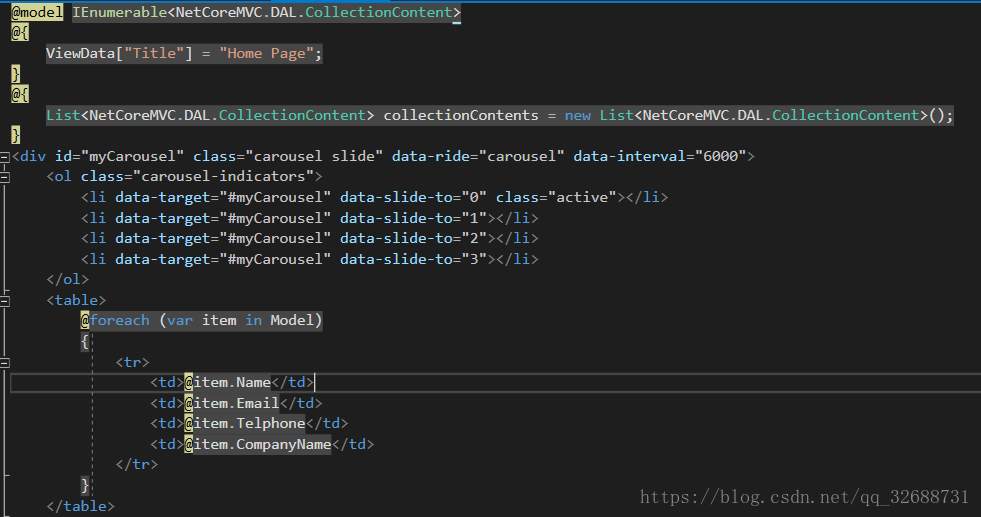 @model IEnumerable<NetCoreMVC.DAL.CollectionContent>
@{
    ViewData["Title"] = "Home Page";
}
@{
    List<NetCoreMVC.DAL.CollectionContent> collectionContents = new List<NetCoreMVC.DAL.CollectionContent>();
}
<div id="myCarousel" class="carousel slide" data-ride="carousel" data-interval="6000">
    <ol class="carousel-indicators">
        <li data-target="#myCarousel" data-slide-to="0" class="active"></li>
        <li data-target="#myCarousel" data-slide-to="1"></li>
        <li data-target="#myCarousel" data-slide-to="2"></li>
        <li data-target="#myCarousel" data-slide-to="3"></li>
    </ol>
    <table>
        @foreach (var item in Model)
        {
            <tr>
                <td>@item.Name</td>
                <td>@item.Email</td>
                <td>@item.Telphone</td>
                <td>@item.CompanyName</td>
            </tr>
        }
    </table>
https://blog.csdn.net/qq_32688731